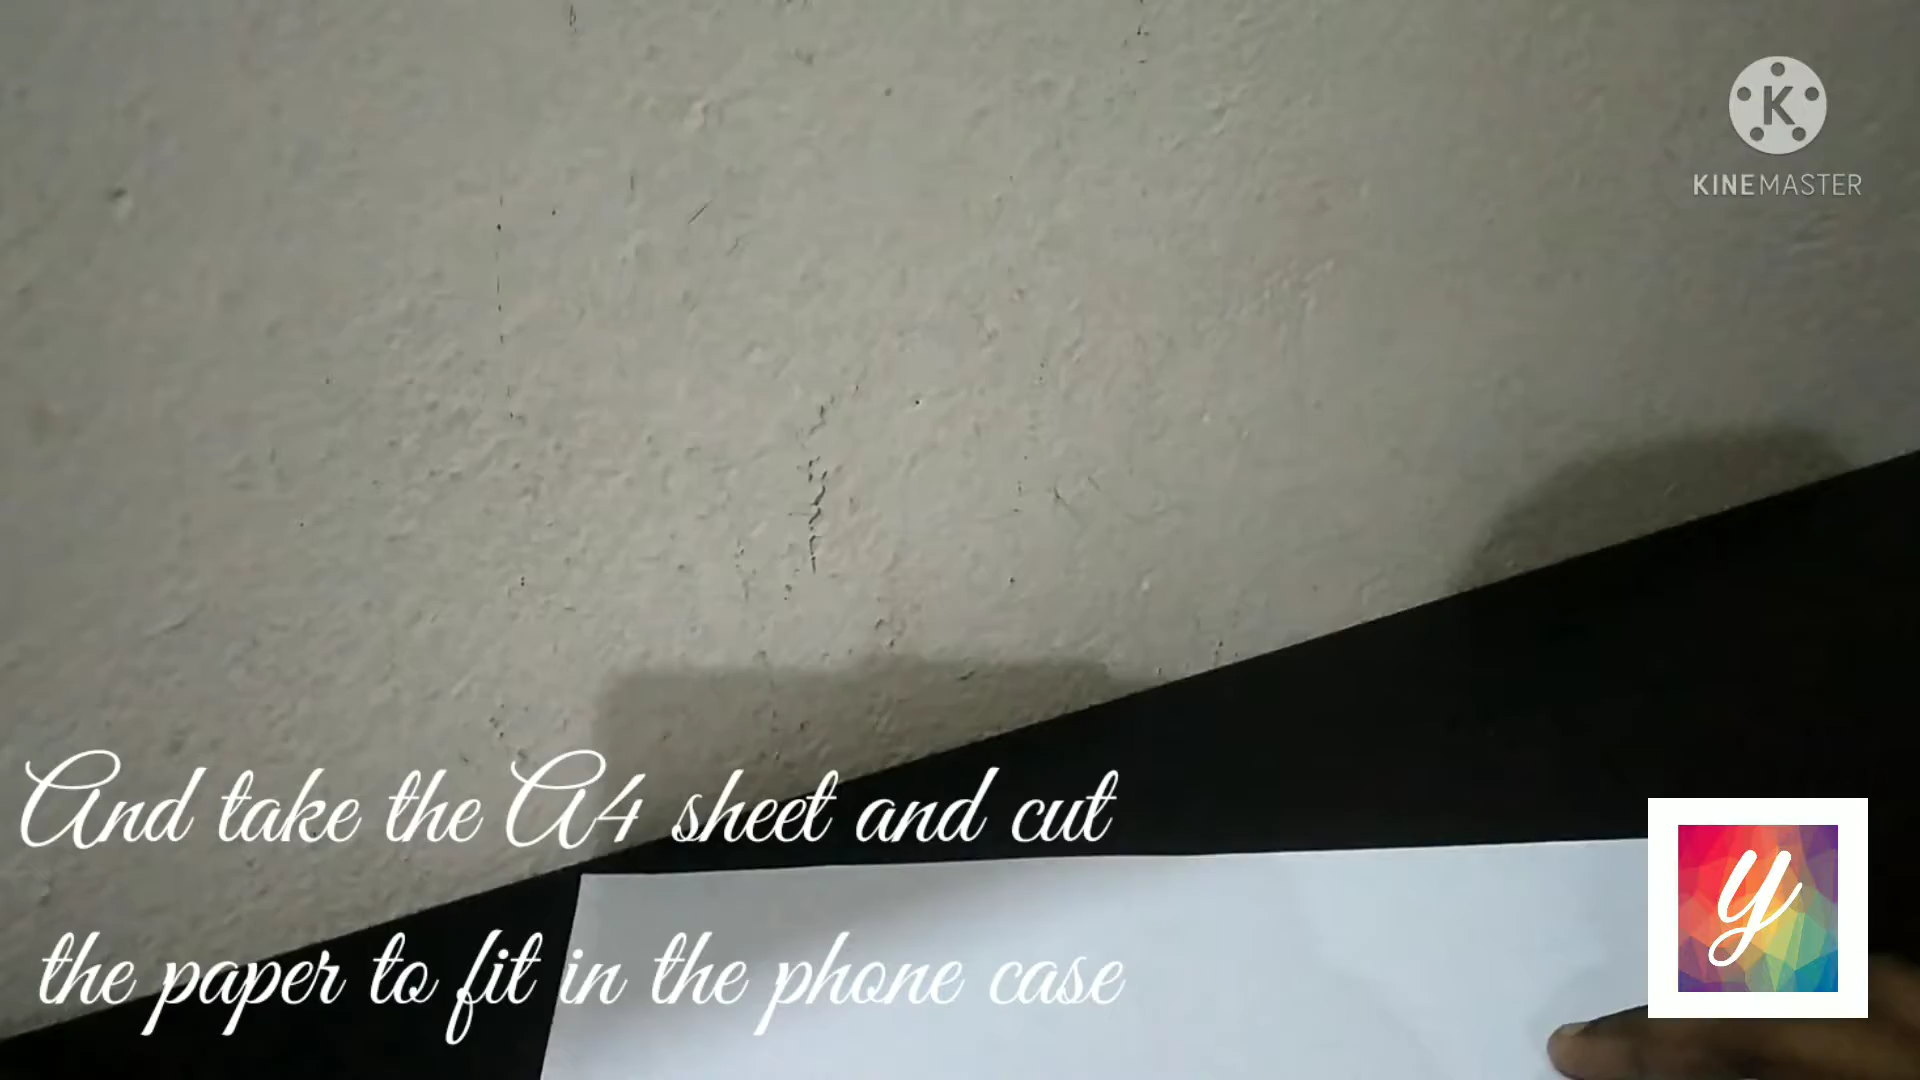 K
KINEMASTER
And take the A4 sheet and cut
the paper to fit in the phone case
y